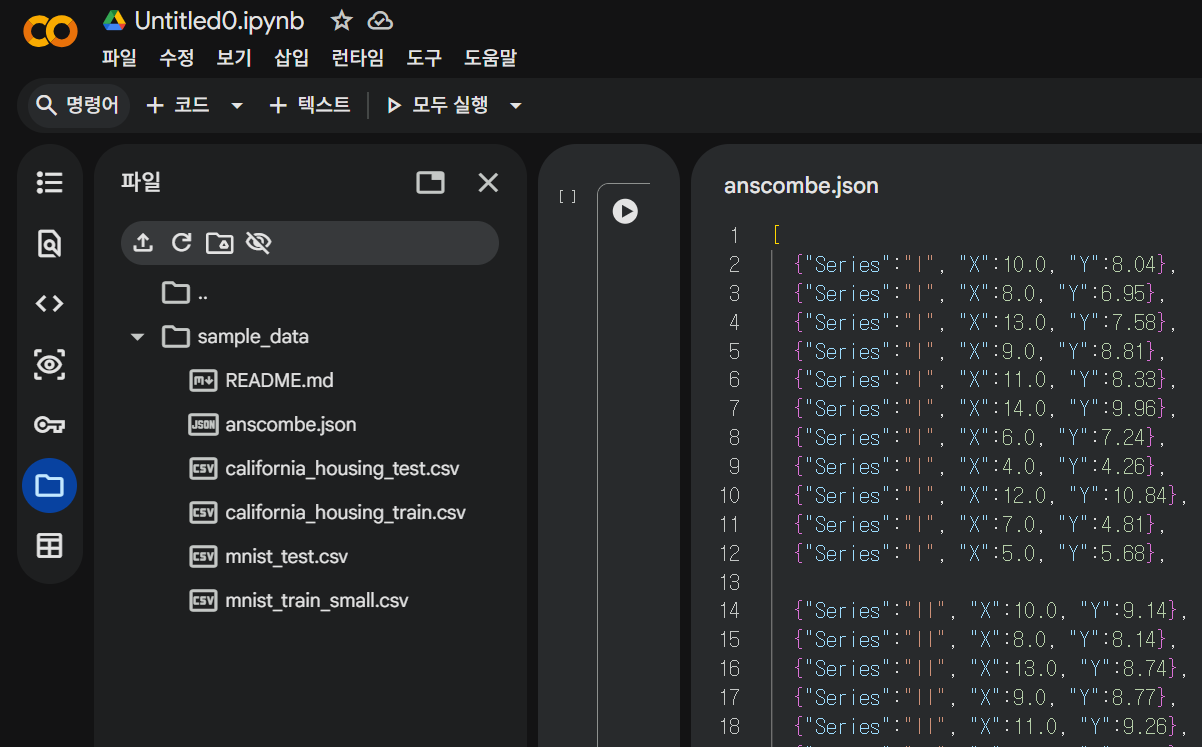 Untitled0.ipynb
파일 수정 보기 삽입 런타임 도구 도움말
명령어 + 코드 + 텍스트 모두 실행
파일
..
sample_data
README.md
anscombe.json
california_housing_test.csv
california_housing_train.csv
mnist_test.csv
mnist_train_small.csv
[ ]
anscombe.json
1 [
2 {"Series":"I", "X":10.0, "Y":8.04},
3 {"Series":"I", "X":8.0, "Y":6.95},
4 {"Series":"I", "X":13.0, "Y":7.58},
5 {"Series":"I", "X":9.0, "Y":8.81},
6 {"Series":"I", "X":11.0, "Y":8.33},
7 {"Series":"I", "X":14.0, "Y":9.96},
8 {"Series":"I", "X":6.0, "Y":7.24},
9 {"Series":"I", "X":4.0, "Y":4.26},
10 {"Series":"I", "X":12.0, "Y":10.84},
11 {"Series":"I", "X":7.0, "Y":4.81},
12 {"Series":"I", "X":5.0, "Y":5.68},
13
14 {"Series":"II", "X":10.0, "Y":9.14},
15 {"Series":"II", "X":8.0, "Y":8.14},
16 {"Series":"II", "X":13.0, "Y":8.74},
17 {"Series":"II", "X":9.0, "Y":8.77},
18 {"Series":"II", "X":11.0, "Y":9.26},